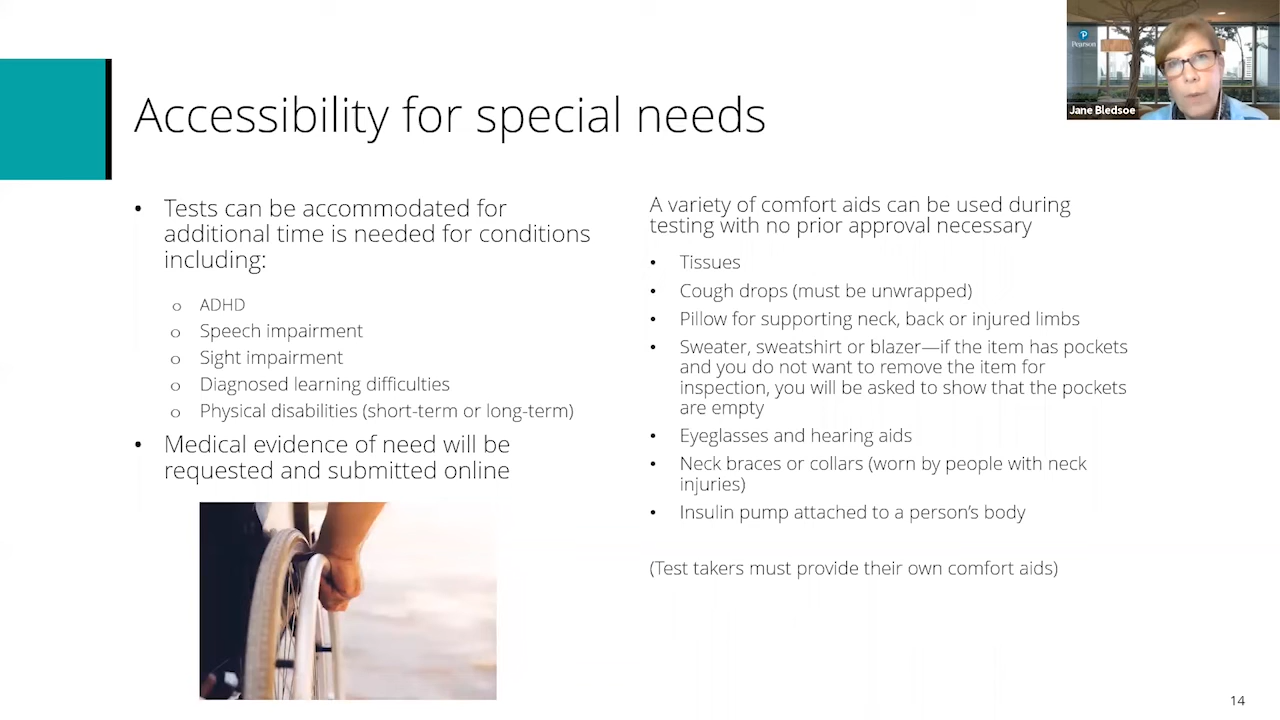 Pearson
Jane Bledsoe
Accessibility for special needs
• Tests can be accommodated for
additional time is needed for conditions
including:
o ADHD
o Speech impairment
o Sight impairment
o Diagnosed learning difficulties
o Physical disabilities (short-term or long-term)
• Medical evidence of need will be
requested and submitted online
A variety of comfort aids can be used during
testing with no prior approval necessary
• Tissues
• Cough drops (must be unwrapped)
• Pillow for supporting neck, back or injured limbs
• Sweater, sweatshirt or blazer—if the item has pockets
and you do not want to remove the item for
inspection, you will be asked to show that the pockets
are empty
• Eyeglasses and hearing aids
• Neck braces or collars (worn by people with neck
injuries)
• Insulin pump attached to a person’s body
(Test takers must provide their own comfort aids)
14